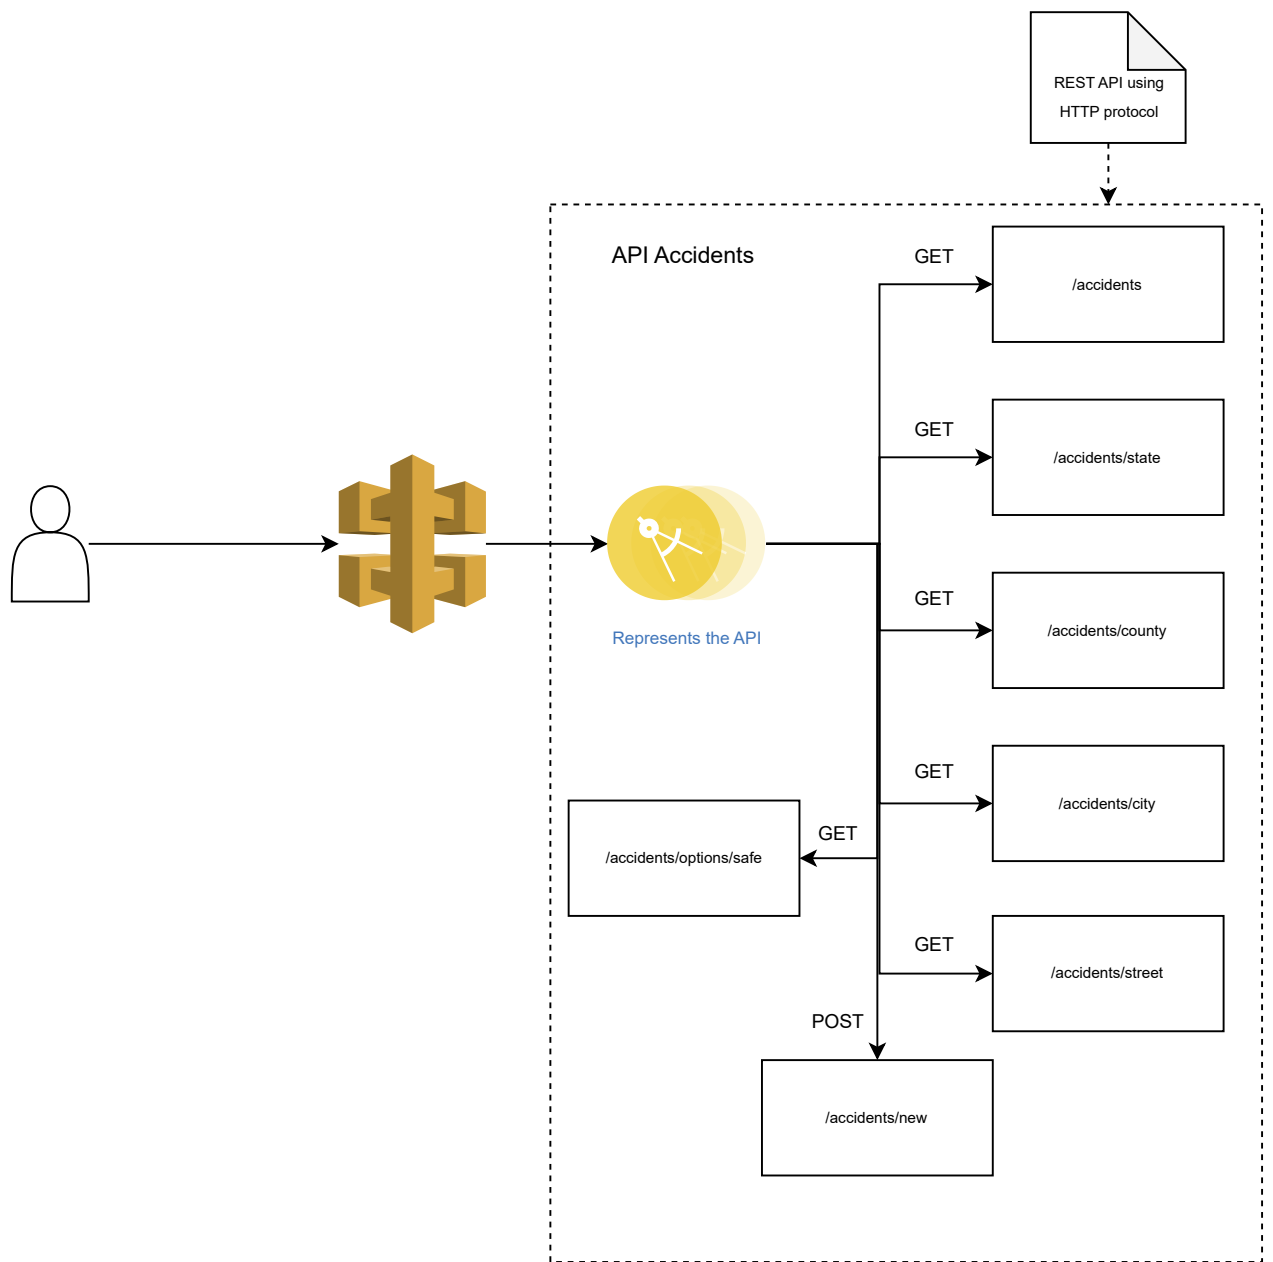 REST API using
HTTP protocol
API Accidents
GET
/accidents
GET
/accidents/state
GET
/accidents/county
Represents the API
GET
/accidents/city
GET
/accidents/options/safe
GET
/accidents/street
POST
/accidents/new